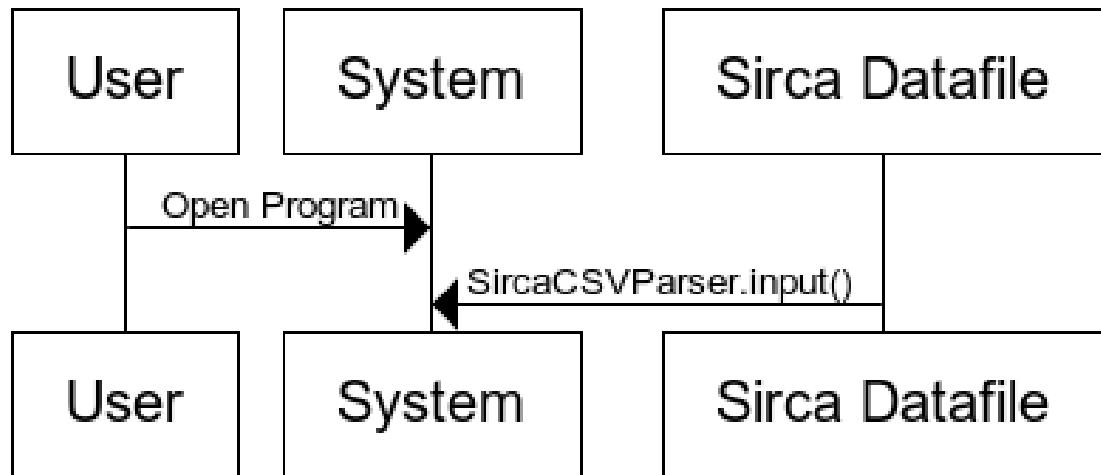 User
System
Sirca Datafile
Open Program
SircaCSVParser.input()
User
System
Sirca Datafile